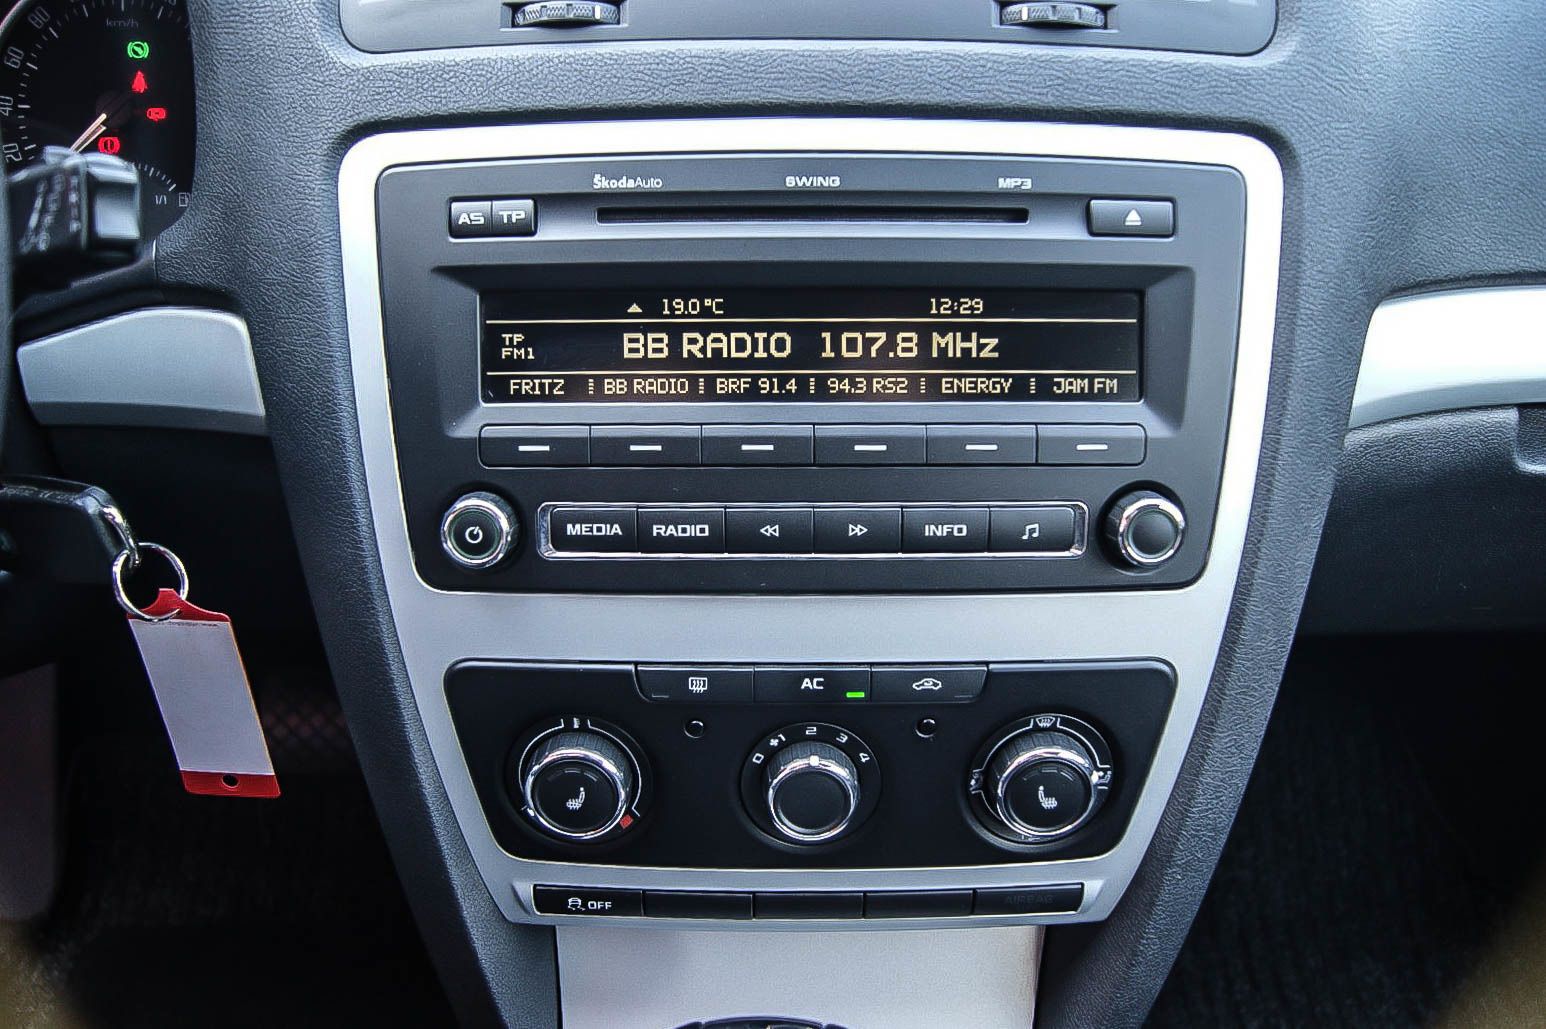 km/h
80
60
40
20
1/1
ŠkodaAuto SWING MP3
AS TP
19.0°C 12:29
TP
FM1
BB RADIO 107.8 MHz
FRITZ BB RADIO BRF 91.4 94.3 RS2 ENERGY JAM FM
MEDIA RADIO INFO
AC
0 1 2 3 4
OFF
AIRBAG